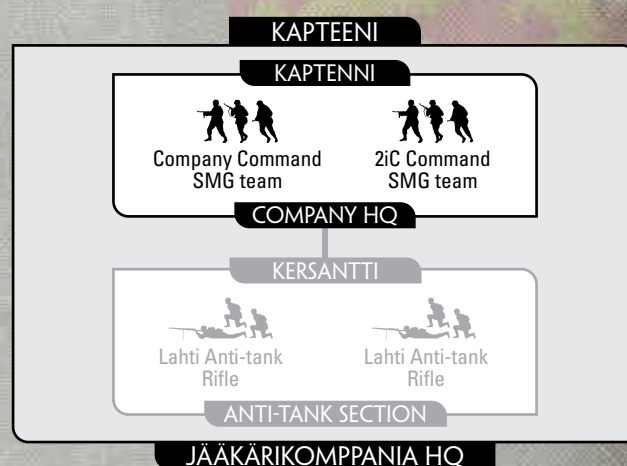 KAPTEENI
KAPTENNI
Company Command
SMG team
2iC Command
SMG team
COMPANY HQ
KERSANTTI
Lahti Anti-tank
Rifle
Lahti Anti-tank
Rifle
ANTI-TANK SECTION
JÄÄKÄRIKOMPPANIA HQ